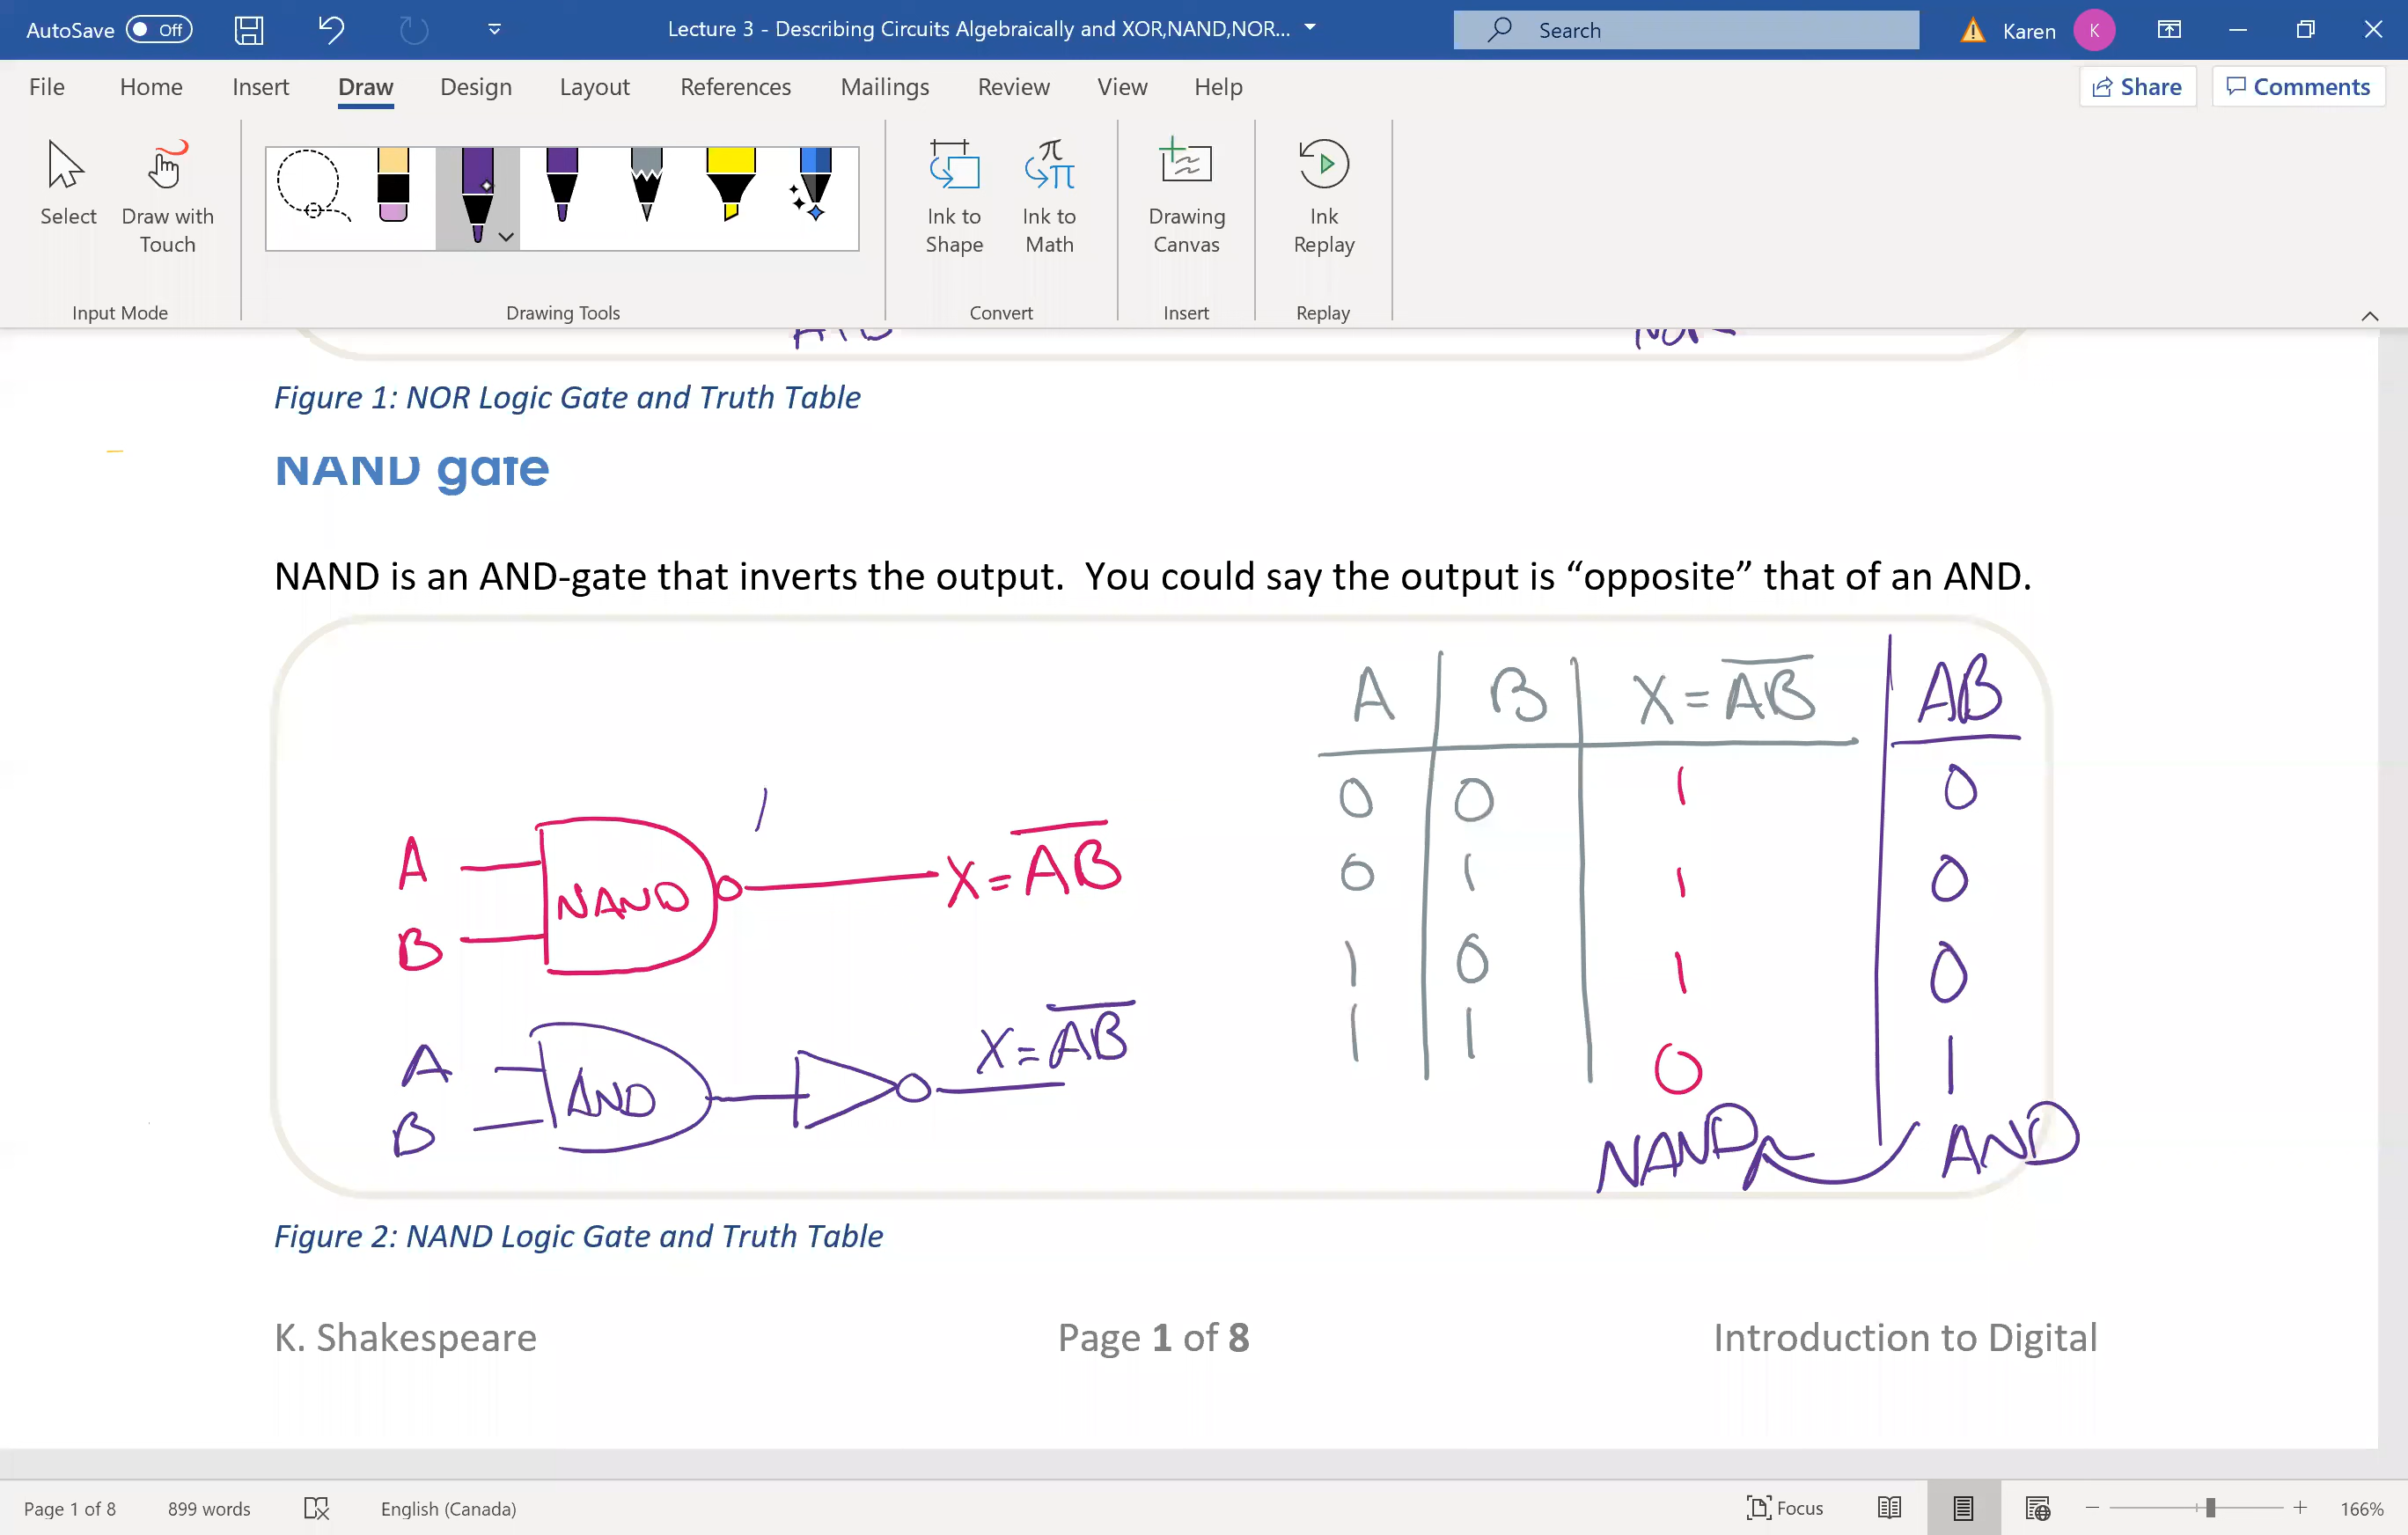 AutoSave Off Lecture 3 - Describing Circuits Algebraically and XOR,NAND,NOR... Search Karen K
File Home Insert Draw Design Layout References Mailings Review View Help Share Comments
Select Draw with Touch Ink to Shape Ink to Math Drawing Canvas Ink Replay
Input Mode Drawing Tools Convert Insert Replay
Figure 1: NOR Logic Gate and Truth Table
NAND gate
NAND is an AND-gate that inverts the output. You could say the output is “opposite” that of an AND.
A B X = A̅B̅ AB
0 0 1 0
0 1 1 0
1 0 1 0
1 1 0 1
NAND AND
A
B
NAND
X = A̅B̅
A
B
AND
X = A̅B̅
Figure 2: NAND Logic Gate and Truth Table
K. Shakespeare Page 1 of 8 Introduction to Digital
Page 1 of 8 899 words English (Canada) Focus 166%